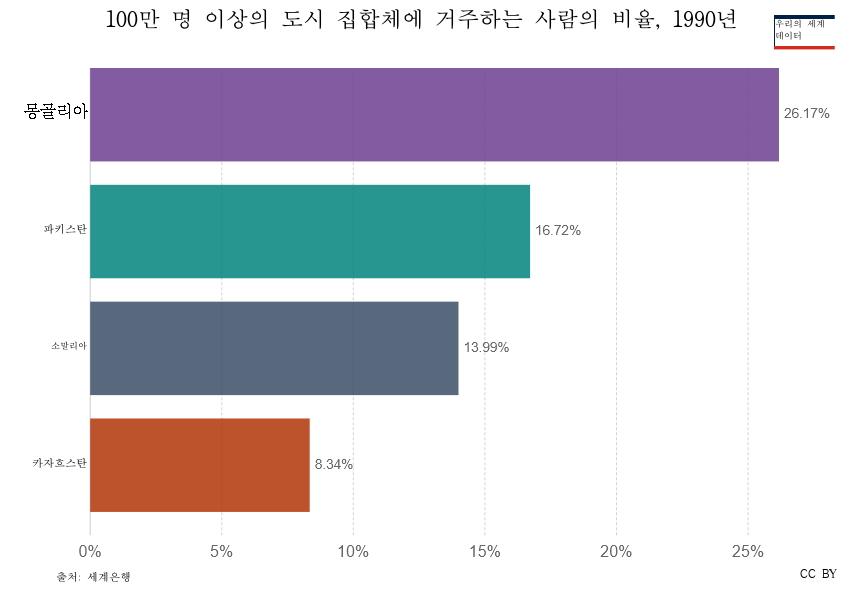 100만 명 이상의 도시 집합체에 거주하는 사람의 비율, 1990년
우리의 세계
데이터
몽골리아
26.17%
파키스탄
16.72%
소말리아
13.99%
카자흐스탄
8.34%
0% 5% 10% 15% 20% 25%
출처: 세계은행
CC BY